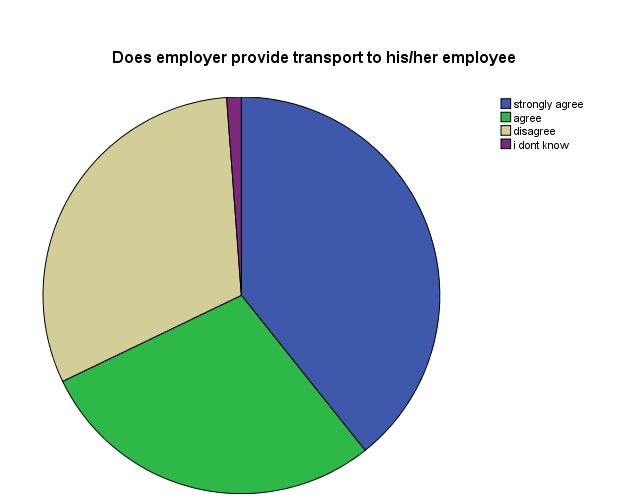 Does employer provide transport to his/her employee
strongly agree
agree
disagree
i dont know